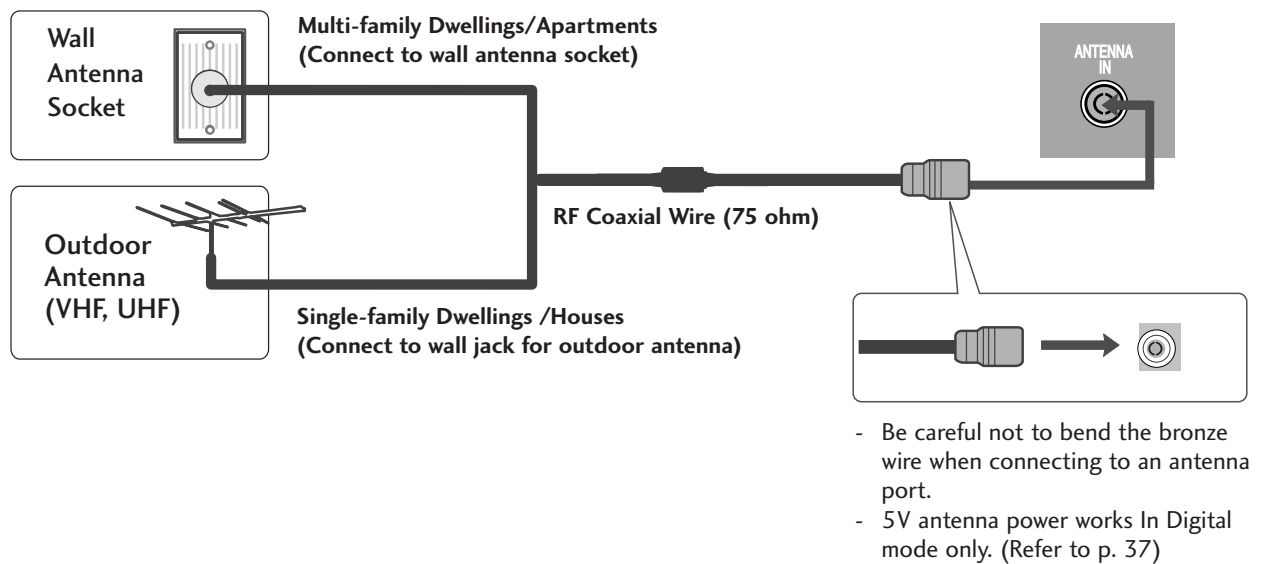 Wall
Antenna
Socket
Multi-family Dwellings/Apartments
(Connect to wall antenna socket)
ANTENNA
IN
RF Coaxial Wire (75 ohm)
Outdoor
Antenna
(VHF, UHF)
Single-family Dwellings /Houses
(Connect to wall jack for outdoor antenna)
- Be careful not to bend the bronze
wire when connecting to an antenna
port.
- 5V antenna power works In Digital
mode only. (Refer to p. 37)